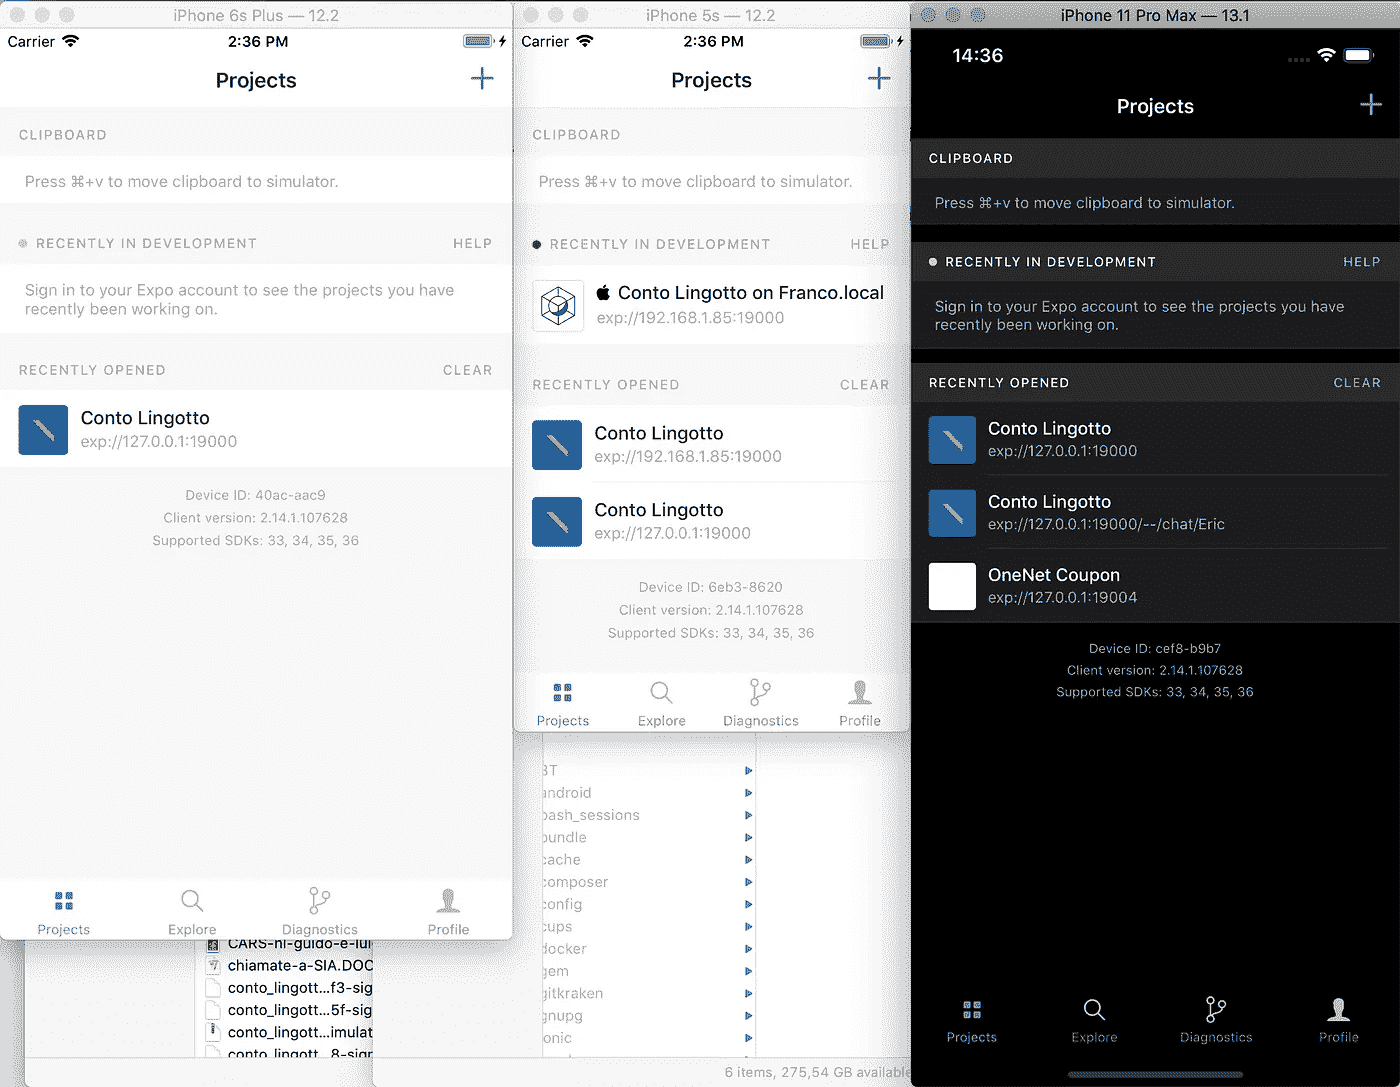 iPhone 6s Plus — 12.2
Carrier
2:36 PM
Projects
CLIPBOARD
Press ⌘+v to move clipboard to simulator.
RECENTLY IN DEVELOPMENT
HELP
Sign in to your Expo account to see the projects you have
recently been working on.
RECENTLY OPENED
CLEAR
Conto Lingotto
exp://127.0.0.1:19000
Device ID: 40ac-aac9
Client version: 2.14.1.107628
Supported SDKs: 33, 34, 35, 36
Projects
Explore
Diagnostics
Profile
CARS-nl-guido-e-lui
chiamate-a-SIA.DOC
conto_lingott...f3-sig
conto_lingott...5f-sig
conto_lingott...imulat
conto_lingott...8-sigr
iPhone 5s — 12.2
Carrier
2:36 PM
Projects
CLIPBOARD
Press ⌘+v to move clipboard to simulator.
RECENTLY IN DEVELOPMENT
HELP
Conto Lingotto on Franco.local
exp://192.168.1.85:19000
RECENTLY OPENED
CLEAR
Conto Lingotto
exp://192.168.1.85:19000
Conto Lingotto
exp://127.0.0.1:19000
Device ID: 6eb3-8620
Client version: 2.14.1.107628
Supported SDKs: 33, 34, 35, 36
Projects
Explore
Diagnostics
Profile
3T
android
bash_sessions
bundle
cache
composer
config
cups
docker
gem
gitkraken
gnupg
ionic
6 items, 275,54 GB available
iPhone 11 Pro Max — 13.1
14:36
Projects
CLIPBOARD
Press ⌘+v to move clipboard to simulator.
RECENTLY IN DEVELOPMENT
HELP
Sign in to your Expo account to see the projects you have
recently been working on.
RECENTLY OPENED
CLEAR
Conto Lingotto
exp://127.0.0.1:19000
Conto Lingotto
exp://127.0.0.1:19000/--/chat/Eric
OneNet Coupon
exp://127.0.0.1:19004
Device ID: cef8-b9b7
Client version: 2.14.1.107628
Supported SDKs: 33, 34, 35, 36
Projects
Explore
Diagnostics
Profile